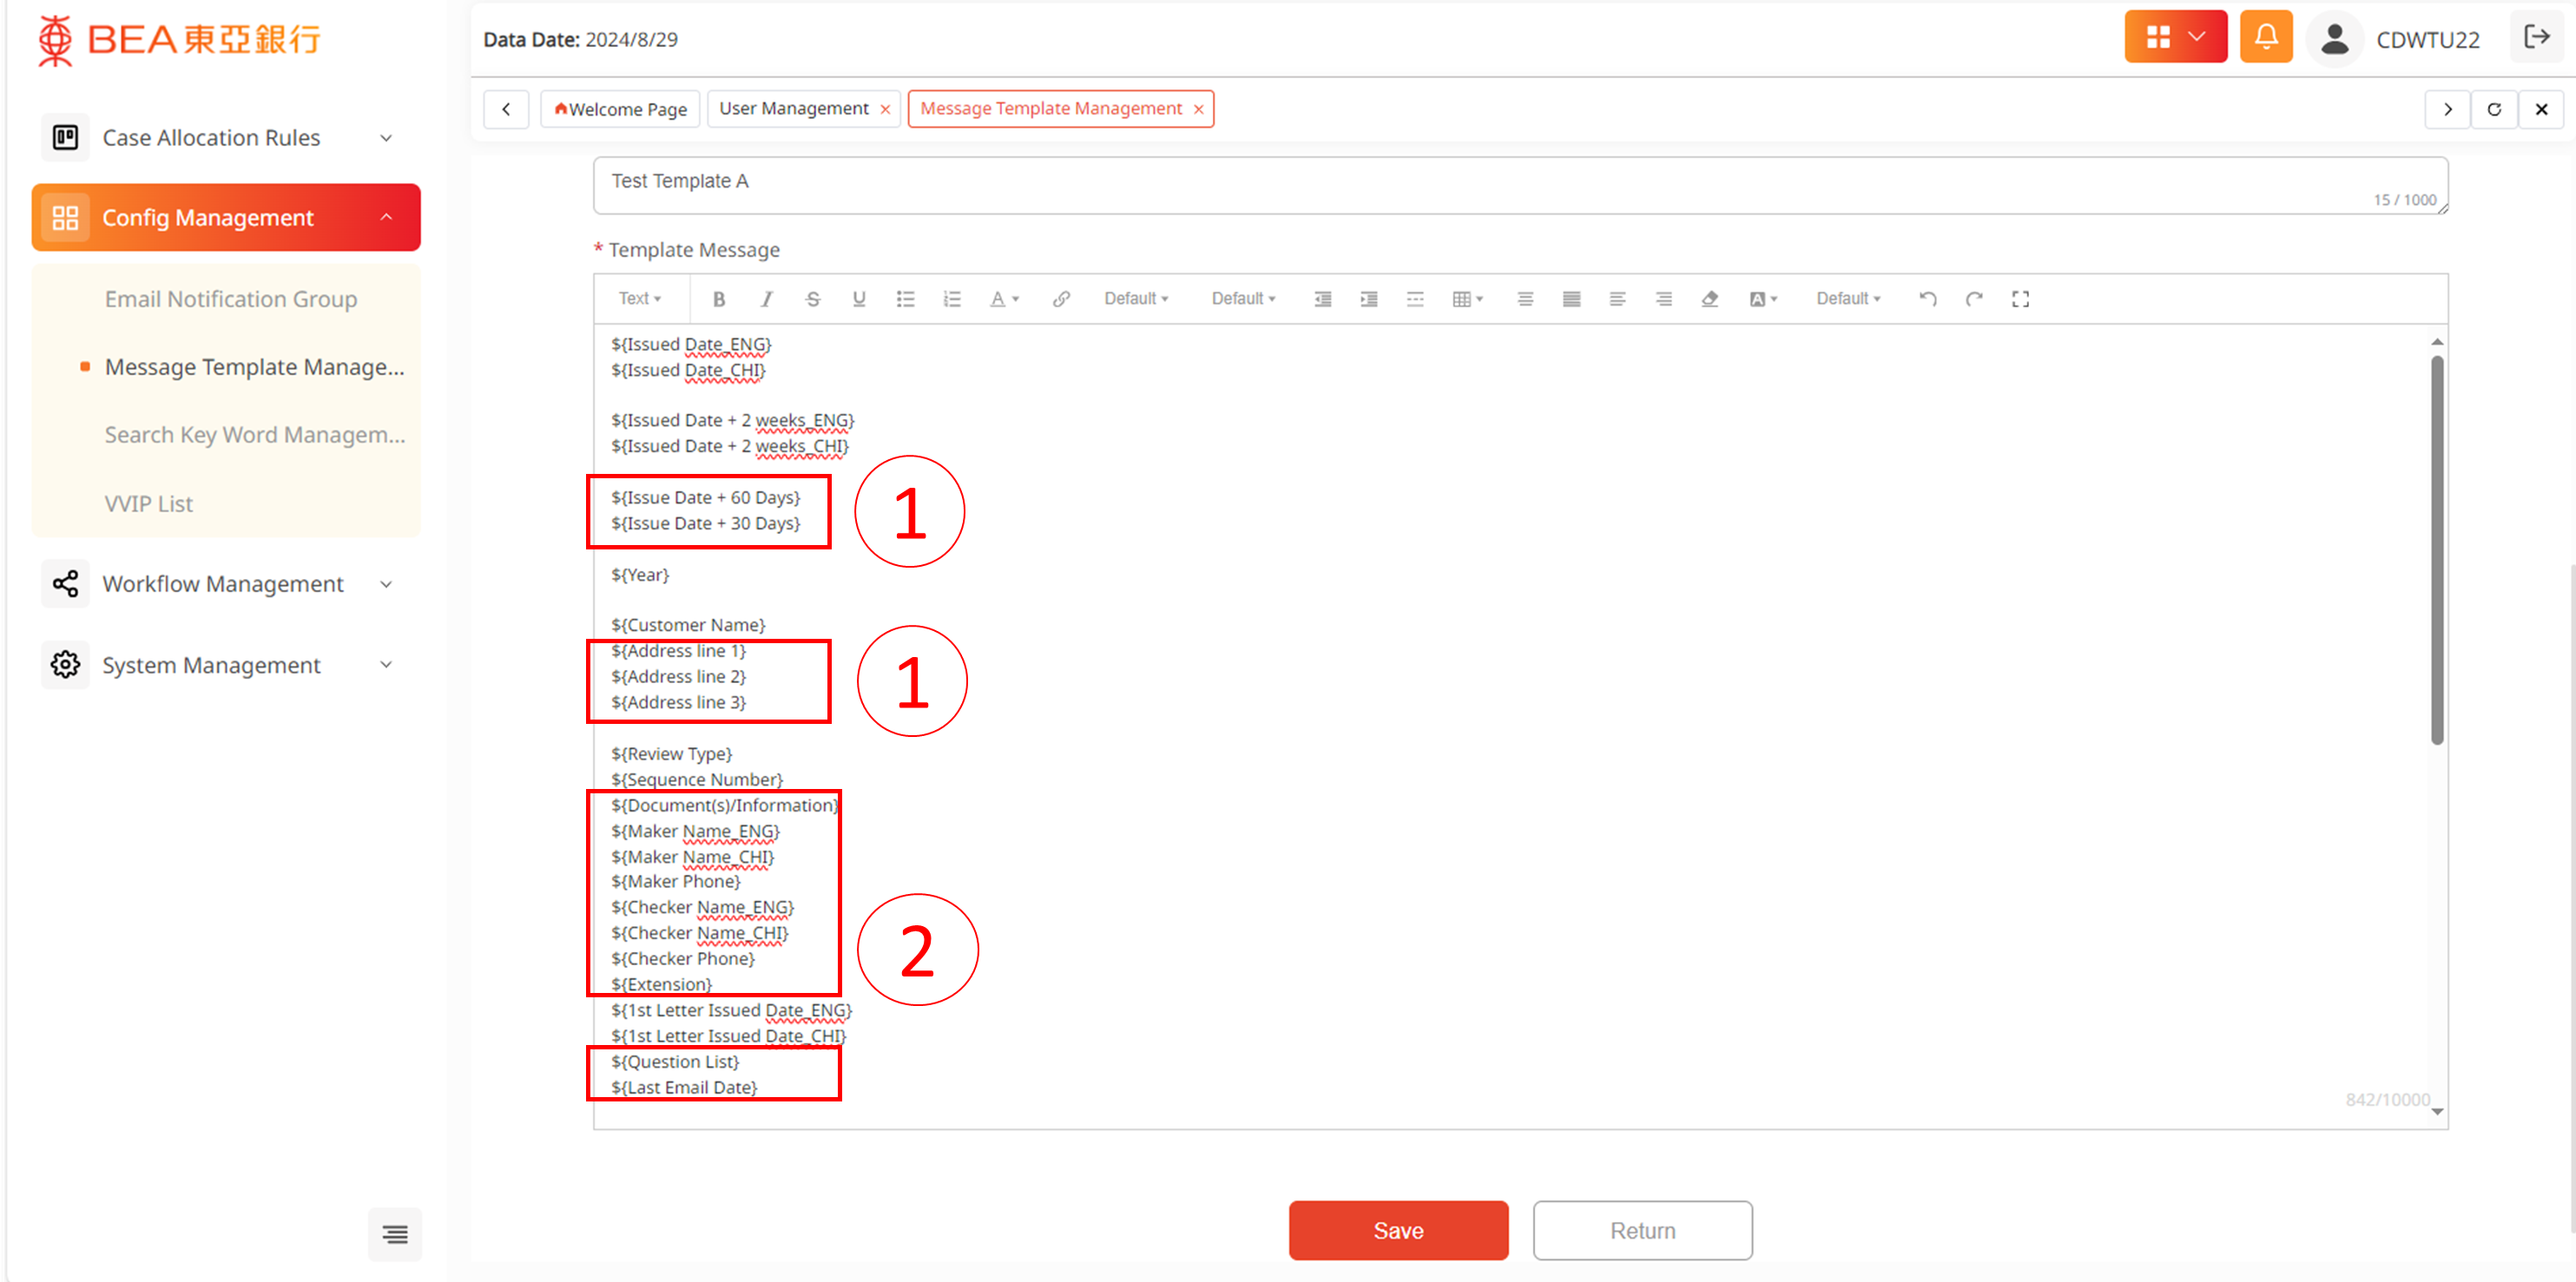 BEA東亞銀行
Data Date: 2024/8/29
CDWTU22
Welcome Page
User Management ×
Message Template Management ×
Case Allocation Rules
Config Management
Email Notification Group
Message Template Manage...
Search Key Word Managem...
VVIP List
Workflow Management
System Management
Test Template A
15 / 1000
* Template Message
Text B I S U A Default Default A Default
${Issued Date_ENG}
${Issued Date_CHI}
${Issued Date + 2 weeks_ENG}
${Issued Date + 2 weeks_CHI}
${Issue Date + 60 Days}
${Issue Date + 30 Days}
1
${Year}
${Customer Name}
${Address line 1}
${Address line 2}
${Address line 3}
1
${Review Type}
${Sequence Number}
${Document(s)/Information}
${Maker Name_ENG}
${Maker Name_CHI}
${Maker Phone}
${Checker Name_ENG}
${Checker Name_CHI}
${Checker Phone}
${Extension}
2
${1st Letter Issued Date_ENG}
${1st Letter Issued Date_CHI}
${Question List}
${Last Email Date}
842/10000
Save
Return